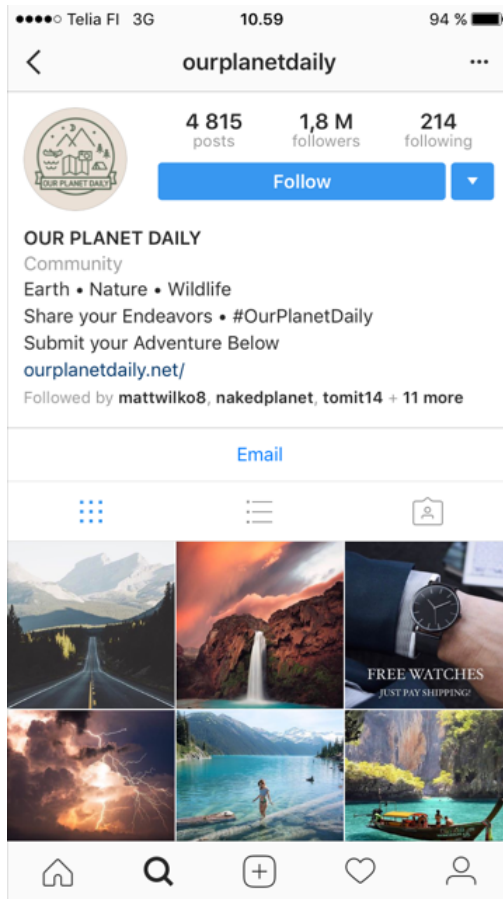 Telia FI 3G 10.59 94 %
ourplanetdaily
4 815 1,8 M 214
posts followers following
Follow
OUR PLANET DAILY
OUR PLANET DAILY
Community
Earth • Nature • Wildlife
Share your Endeavors • #OurPlanetDaily
Submit your Adventure Below
ourplanetdaily.net/
Followed by mattwilko8, nakedplanet, tomit14 + 11 more
Email
FREE WATCHES
JUST PAY SHIPPING!